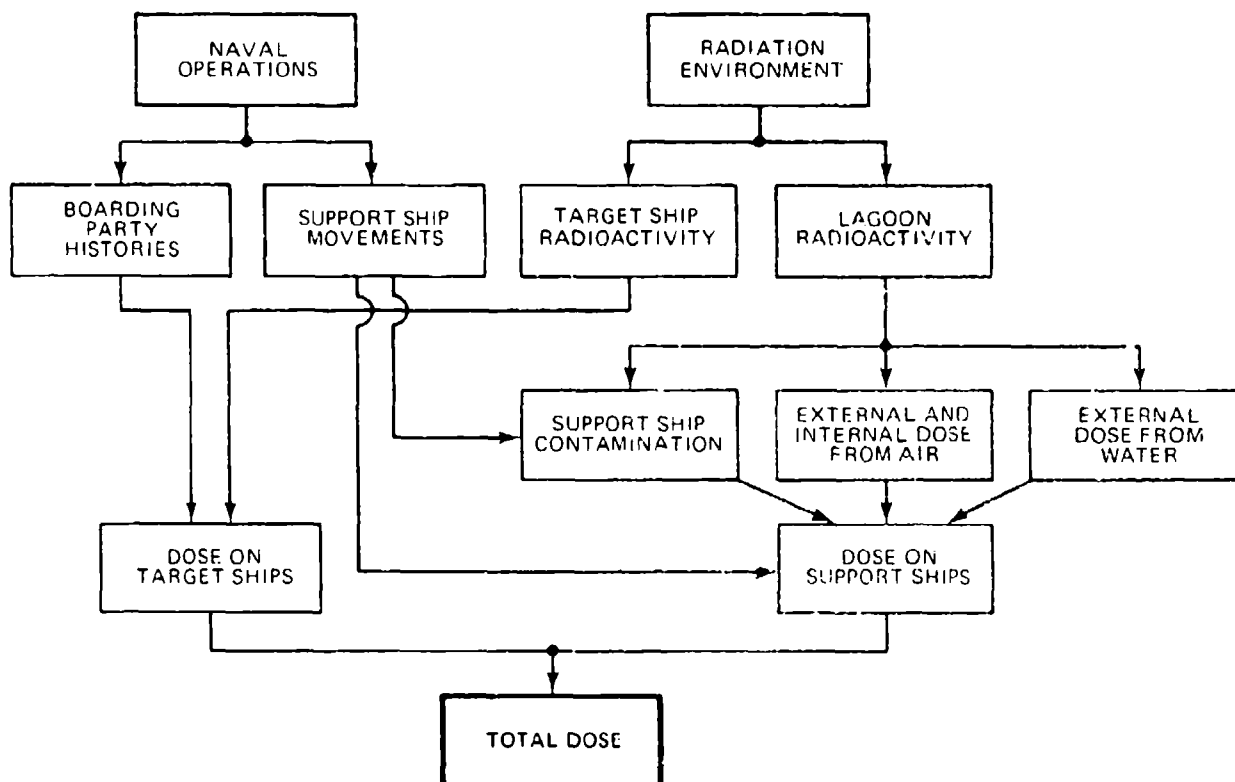 NAVAL
OPERATIONS
RADIATION
ENVIRONMENT
BOARDING
PARTY
HISTORIES
SUPPORT SHIP
MOVEMENTS
TARGET SHIP
RADIOACTIVITY
LAGOON
RADIOACTIVITY
SUPPORT SHIP
CONTAMINATION
EXTERNAL AND
INTERNAL DOSE
FROM AIR
EXTERNAL
DOSE FROM
WATER
DOSE ON
TARGET SHIPS
DOSE ON
SUPPORT SHIPS
TOTAL DOSE